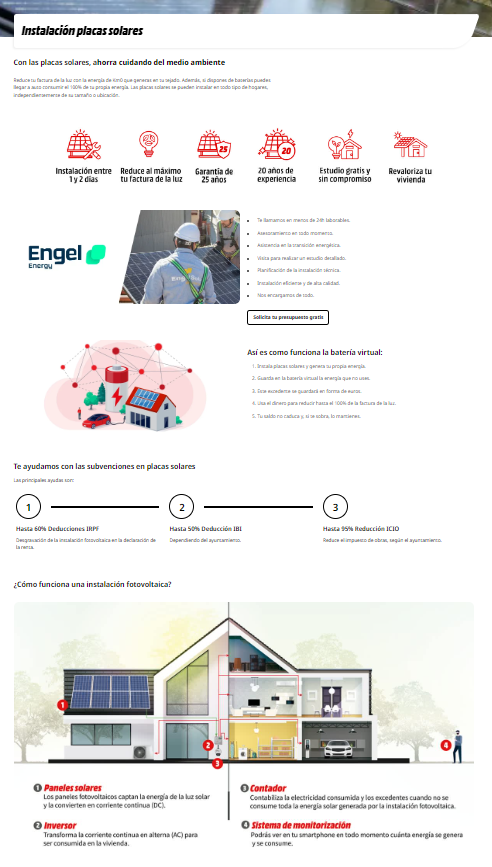 Instalación placas solares
Con las placas solares, ahorra cuidando del medio ambiente
Reduce tu factura de la luz con la energía de Km0 que generas en tu tejado. Además, si dispones de baterías puedes
llegar a auto consumir el 100% de tu propia energía. Las placas solares se pueden instalar en todo tipo de hogares,
independientemente de su tamaño o ubicación.
Instalación entre
1 y 2 días
Reduce al máximo
tu factura de la luz
25
Garantía de
25 años
20
20 años de
experiencia
Estudio gratis y
sin compromiso
Revaloriza tu
vivienda
Engel
Energy
Te llamamos en menos de 24h laborables.
Asesoramiento en todo momento.
Asistencia en la transición energética.
Visita para realizar un estudio detallado.
Planificación de la instalación técnica.
Instalación eficiente y de alta calidad.
Nos encargamos de todo.
Solicita tu presupuesto gratis
Así es como funciona la batería virtual:
1. Instala placas solares y genera tu propia energía.
2. Guarda en la batería virtual la energía que no uses.
3. Este excedente se guardará en forma de euros.
4. Usa el dinero para reducir hasta el 100% de la factura de la luz.
5. Tu saldo no caduca y, si te sobra, lo mantienes.
Te ayudamos con las subvenciones en placas solares
Las principales ayudas son:
1
2
3
Hasta 60% Deducciones IRPF
Desgravación de la instalación fotovoltaica en la declaración de
la renta.
Hasta 50% Deducción IBI
Dependiendo del ayuntamiento.
Hasta 95% Reducción ICIO
Reduce el impuesto de obras, según el ayuntamiento.
¿Cómo funciona una instalación fotovoltaica?
1
2
3
4
1 Paneles solares
Los paneles fotovoltaicos captan la energía de la luz solar
y la convierten en corriente continua (DC).
2 Inversor
Transforma la corriente continua en alterna (AC) para
ser consumida en la vivienda.
3 Contador
Contabiliza la electricidad consumida y los excedentes cuando no se
consume toda la energía solar generada por la instalación fotovoltaica.
4 Sistema de monitorización
Podrás ver en tu smartphone en todo momento cuánta energía se genera
y se consume.